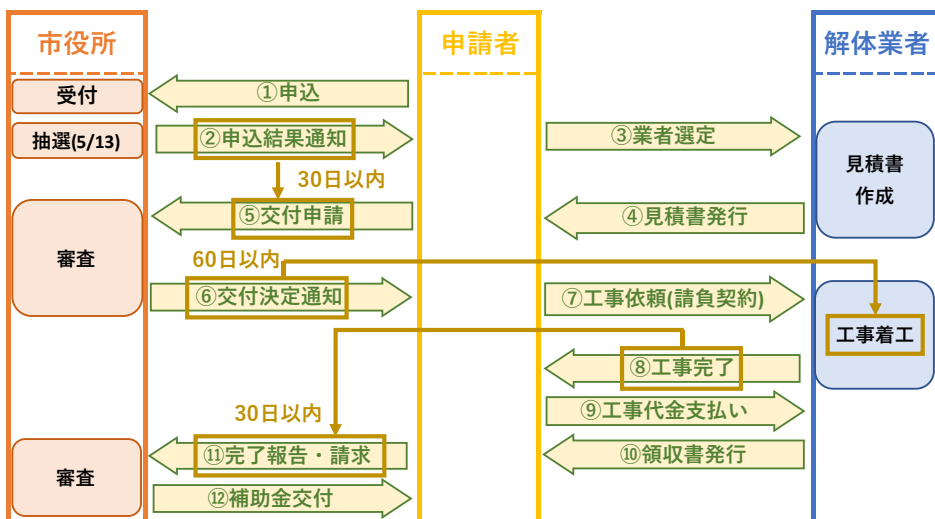 市役所
申請者
解体業者
受付
①申込
抽選(5/13)
②申込結果通知
③業者選定
見積書
作成
30日以内
⑤交付申請
④見積書発行
審査
60日以内
⑥交付決定通知
⑦工事依頼(請負契約)
工事着工
⑧工事完了
30日以内
⑨工事代金支払い
⑪完了報告・請求
⑩領収書発行
審査
⑫補助金交付